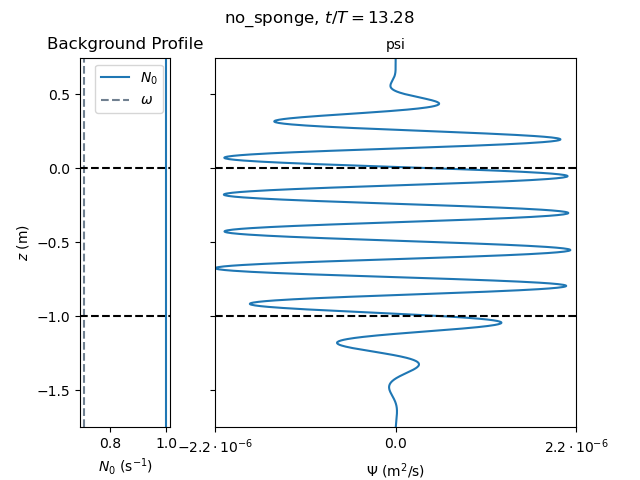 no_sponge, t/T = 13.28
Background Profile
psi
N₀
ω
0.5
0.0
−0.5
−1.0
−1.5
z (m)
0.8
1.0
N₀ (s⁻¹)
−2.2 · 10⁻⁶
0.0
2.2 · 10⁻⁶
Ψ (m²/s)